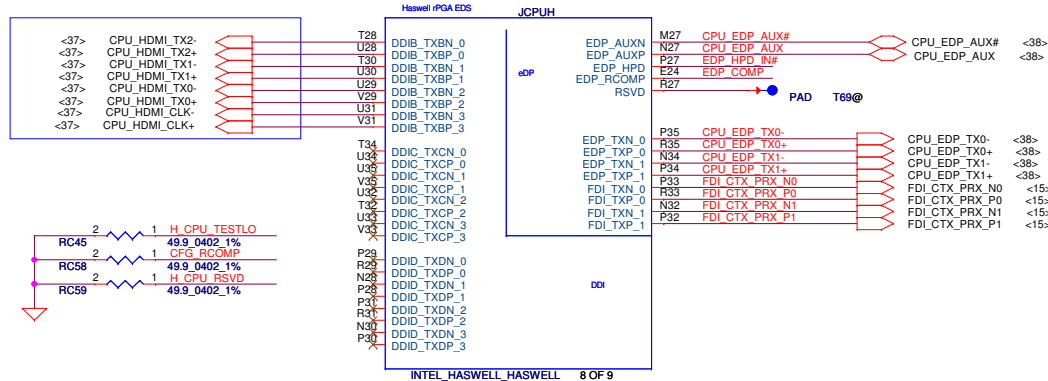 Haswell rPGA EDS
JCPUH
<37> CPU_HDMI_TX2- T28 DDIB_TXBN_0
<37> CPU_HDMI_TX2+ U28 DDIB_TXBP_0
<37> CPU_HDMI_TX1- T30 DDIB_TXBN_1
<37> CPU_HDMI_TX1+ U30 DDIB_TXBP_1
<37> CPU_HDMI_TX0- U29 DDIB_TXBN_2
<37> CPU_HDMI_TX0+ V29 DDIB_TXBP_2
<37> CPU_HDMI_CLK- U31 DDIB_TXBN_3
<37> CPU_HDMI_CLK+ V31 DDIB_TXBP_3
T34 DDIC_TXCN_0
U34 DDIC_TXCP_0
U35 DDIC_TXCN_1
V35 DDIC_TXCP_1
U32 DDIC_TXCN_2
T32 DDIC_TXCP_2
U33 DDIC_TXCN_3
V33 DDIC_TXCP_3
P29 DDID_TXDN_0
R29 DDID_TXDP_0
N28 DDID_TXDN_1
P28 DDID_TXDP_1
P31 DDID_TXDN_2
R31 DDID_TXDP_2
N30 DDID_TXDN_3
P30 DDID_TXDP_3
eDP
DDI
EDP_AUXN M27 CPU_EDP_AUX# CPU_EDP_AUX# <38>
EDP_AUXP N27 CPU_EDP_AUX CPU_EDP_AUX <38>
EDP_HPD P27 EDP_HPD_IN#
EDP_RCOMP E24 EDP_COMP
RSVD R27 PAD T69@
EDP_TXN_0 P35 CPU_EDP_TX0- CPU_EDP_TX0- <38>
EDP_TXP_0 R35 CPU_EDP_TX0+ CPU_EDP_TX0+ <38>
EDP_TXN_1 N34 CPU_EDP_TX1- CPU_EDP_TX1- <38>
EDP_TXP_1 P34 CPU_EDP_TX1+ CPU_EDP_TX1+ <38>
FDI_TXN_0 P33 FDI_CTX_PRX_N0 FDI_CTX_PRX_N0 <15>
FDI_TXP_0 R33 FDI_CTX_PRX_P0 FDI_CTX_PRX_P0 <15>
FDI_TXN_1 N32 FDI_CTX_PRX_N1 FDI_CTX_PRX_N1 <15>
FDI_TXP_1 P32 FDI_CTX_PRX_P1 FDI_CTX_PRX_P1 <15>
2 1 H_CPU_TESTLO
RC45 49.9_0402_1%
2 1 CFG_RCOMP
RC58 49.9_0402_1%
2 1 H_CPU_RSVD
RC59 49.9_0402_1%
INTEL_HASWELL_HASWELL 8 OF 9